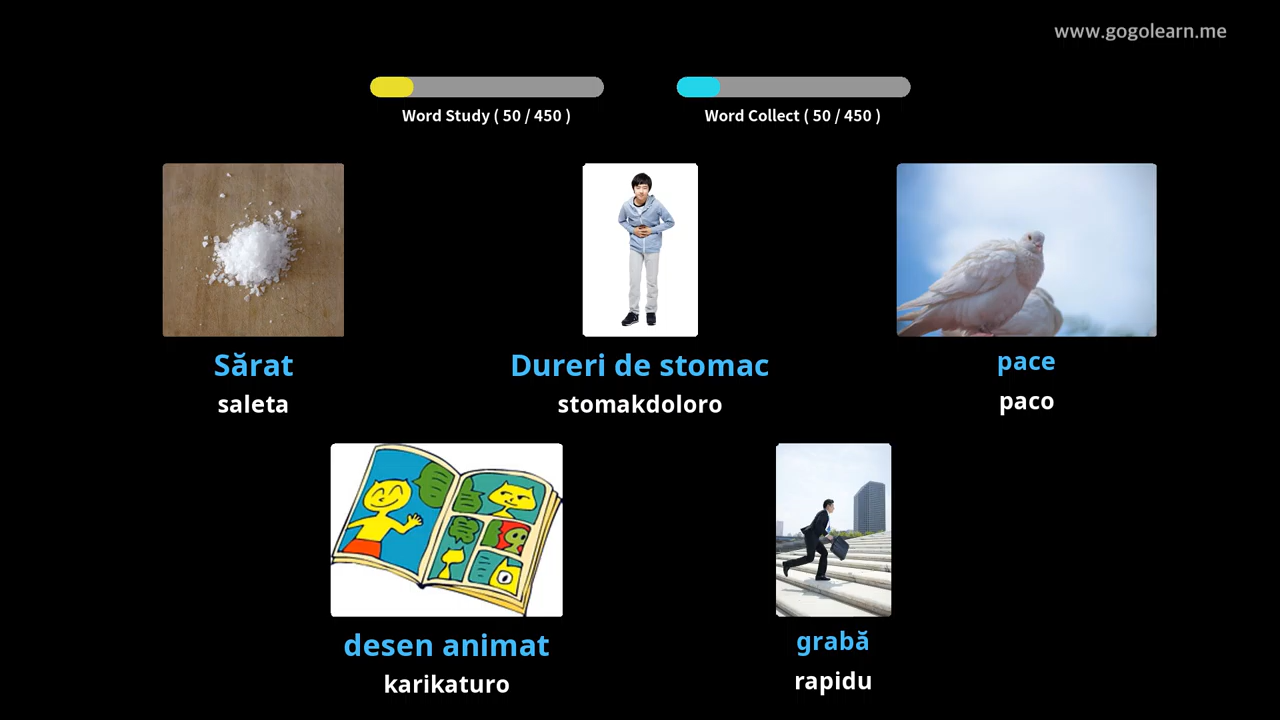 www.gogolearn.me
Word Study ( 50 / 450 )
Word Collect ( 50 / 450 )
Sărat
saleta
Dureri de stomac
stomakdoloro
pace
paco
desen animat
karikaturo
grabă
rapidu